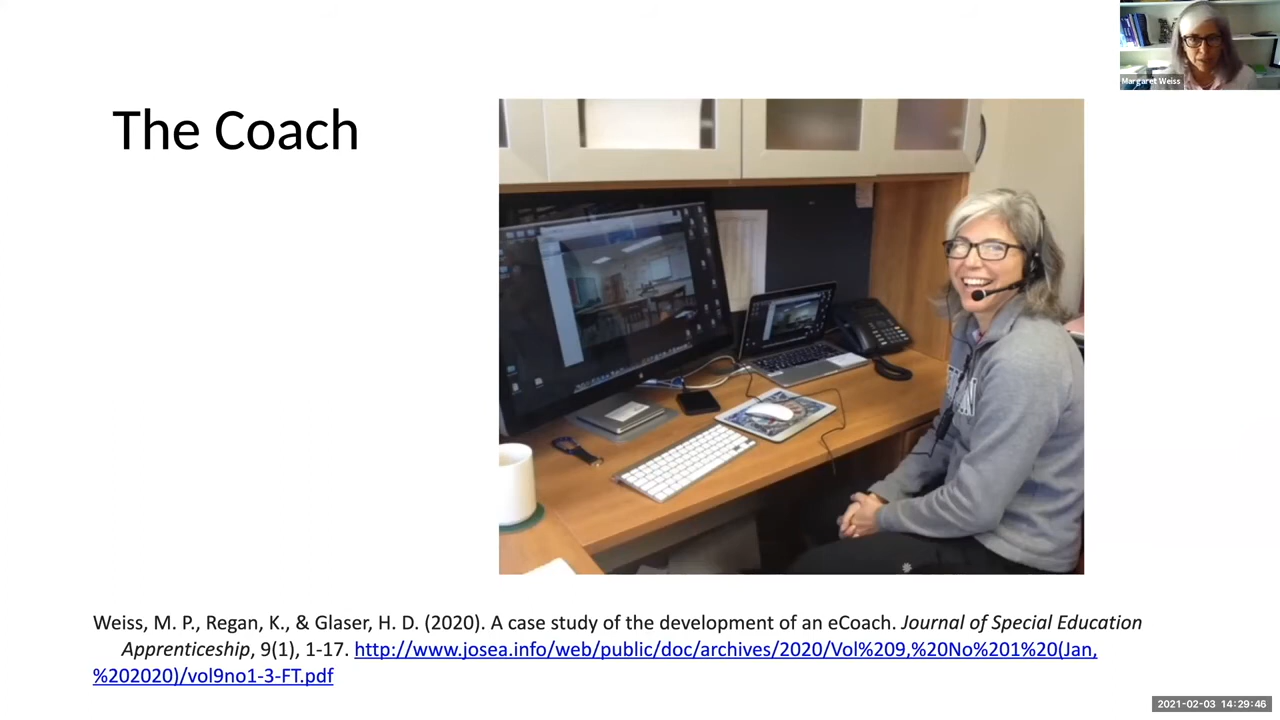 Margaret Weiss
The Coach
Weiss, M. P., Regan, K., & Glaser, H. D. (2020). A case study of the development of an eCoach. Journal of Special Education
Apprenticeship, 9(1), 1-17. http://www.josea.info/web/public/doc/archives/2020/Vol%209,%20No%201%20(Jan,
%202020)/vol9no1-3-FT.pdf
2021-02-03 14:29:46